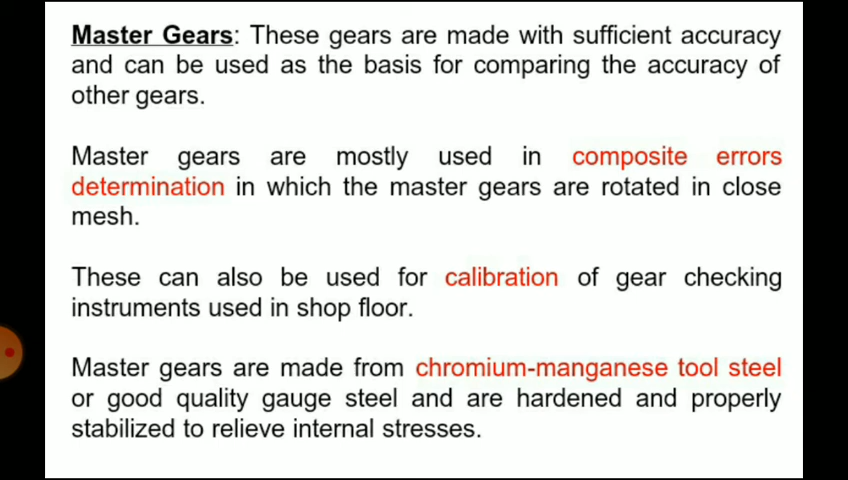 Master Gears: These gears are made with sufficient accuracy
and can be used as the basis for comparing the accuracy of
other gears.
Master gears are mostly used in composite errors
determination in which the master gears are rotated in close
mesh.
These can also be used for calibration of gear checking
instruments used in shop floor.
Master gears are made from chromium-manganese tool steel
or good quality gauge steel and are hardened and properly
stabilized to relieve internal stresses.